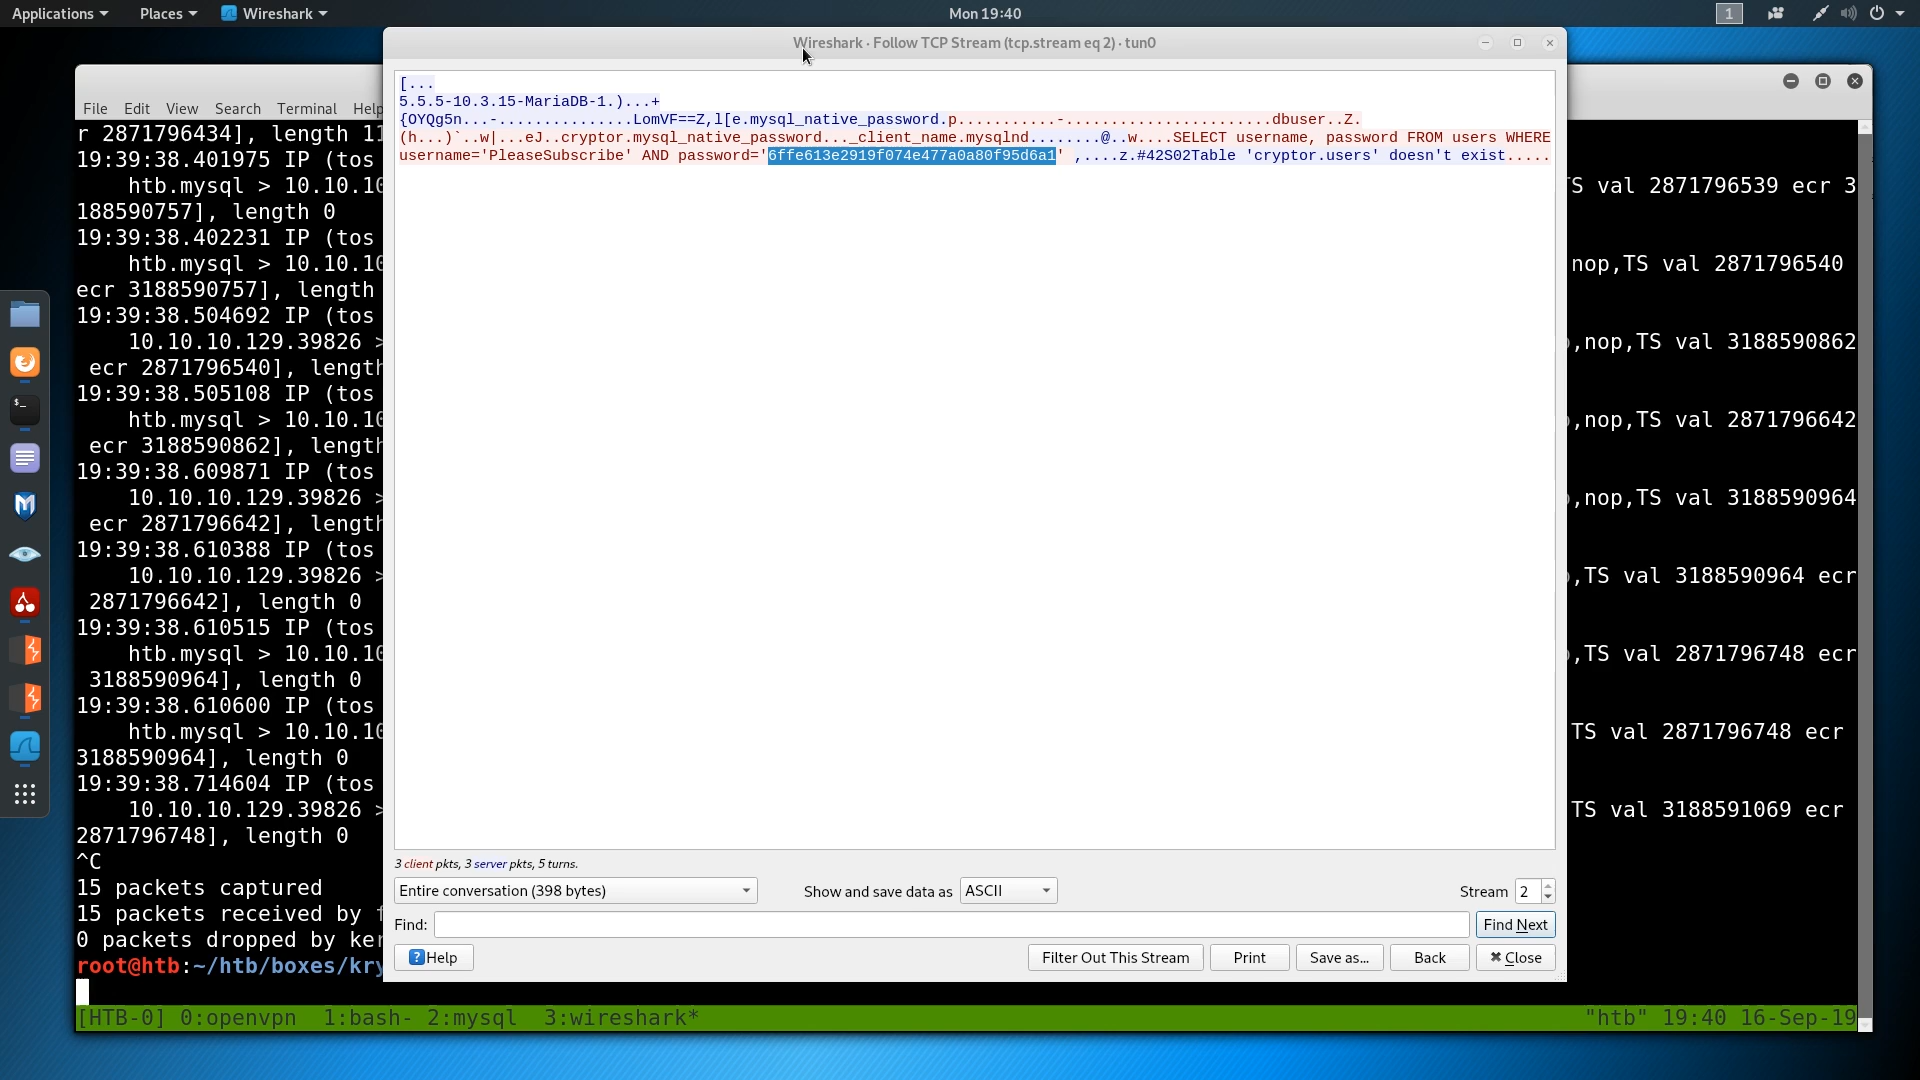 Applications Places Wireshark Mon 19:40 1
Wireshark · Follow TCP Stream (tcp.stream eq 2) · tun0
File Edit View Search Terminal Help
[...
5.5.5-10.3.15-MariaDB-1.)...+
{OYQg5n...-...............LomVF==Z,l[e.mysql_native_password.p...........-.......................dbuser..Z.
(h...)`..w|...eJ..cryptor.mysql_native_password..._client_name.mysqlnd........@..w....SELECT username, password FROM users WHERE
username='PleaseSubscribe' AND password='6ffe613e2919f074e477a0a80f95d6a1' ,....z.#42S02Table 'cryptor.users' doesn't exist.....
r 2871796434], length 11
19:39:38.401975 IP (tos
htb.mysql > 10.10.10 TS val 2871796539 ecr 3
188590757], length 0
19:39:38.402231 IP (tos
htb.mysql > 10.10.10 nop,TS val 2871796540
ecr 3188590757], length
19:39:38.504692 IP (tos
10.10.10.129.39826 > ,nop,TS val 3188590862
ecr 2871796540], length
19:39:38.505108 IP (tos
htb.mysql > 10.10.10 ,nop,TS val 2871796642
ecr 3188590862], length
19:39:38.609871 IP (tos
10.10.10.129.39826 > ,nop,TS val 3188590964
ecr 2871796642], length
19:39:38.610388 IP (tos
10.10.10.129.39826 > ,TS val 3188590964 ecr
2871796642], length 0
19:39:38.610515 IP (tos
htb.mysql > 10.10.10 ,TS val 2871796748 ecr
3188590964], length 0
19:39:38.610600 IP (tos
htb.mysql > 10.10.10 TS val 2871796748 ecr
3188590964], length 0
19:39:38.714604 IP (tos
10.10.10.129.39826 > TS val 3188591069 ecr
2871796748], length 0
^C
15 packets captured
15 packets received by f
0 packets dropped by ker
root@htb:~/htb/boxes/kry
3 client pkts, 3 server pkts, 5 turns.
Entire conversation (398 bytes) Show and save data as ASCII Stream 2
Find: Find Next
Help Filter Out This Stream Print Save as... Back Close
[HTB-0] 0:openvpn 1:bash- 2:mysql 3:wireshark* "htb" 19:40 16-Sep-19